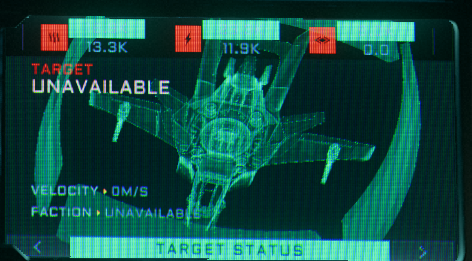 13.3K 11.9K 0.0
TARGET
UNAVAILABLE
VELOCITY ▸ 0M/S
FACTION ▸ UNAVAILABLE
< TARGET STATUS >